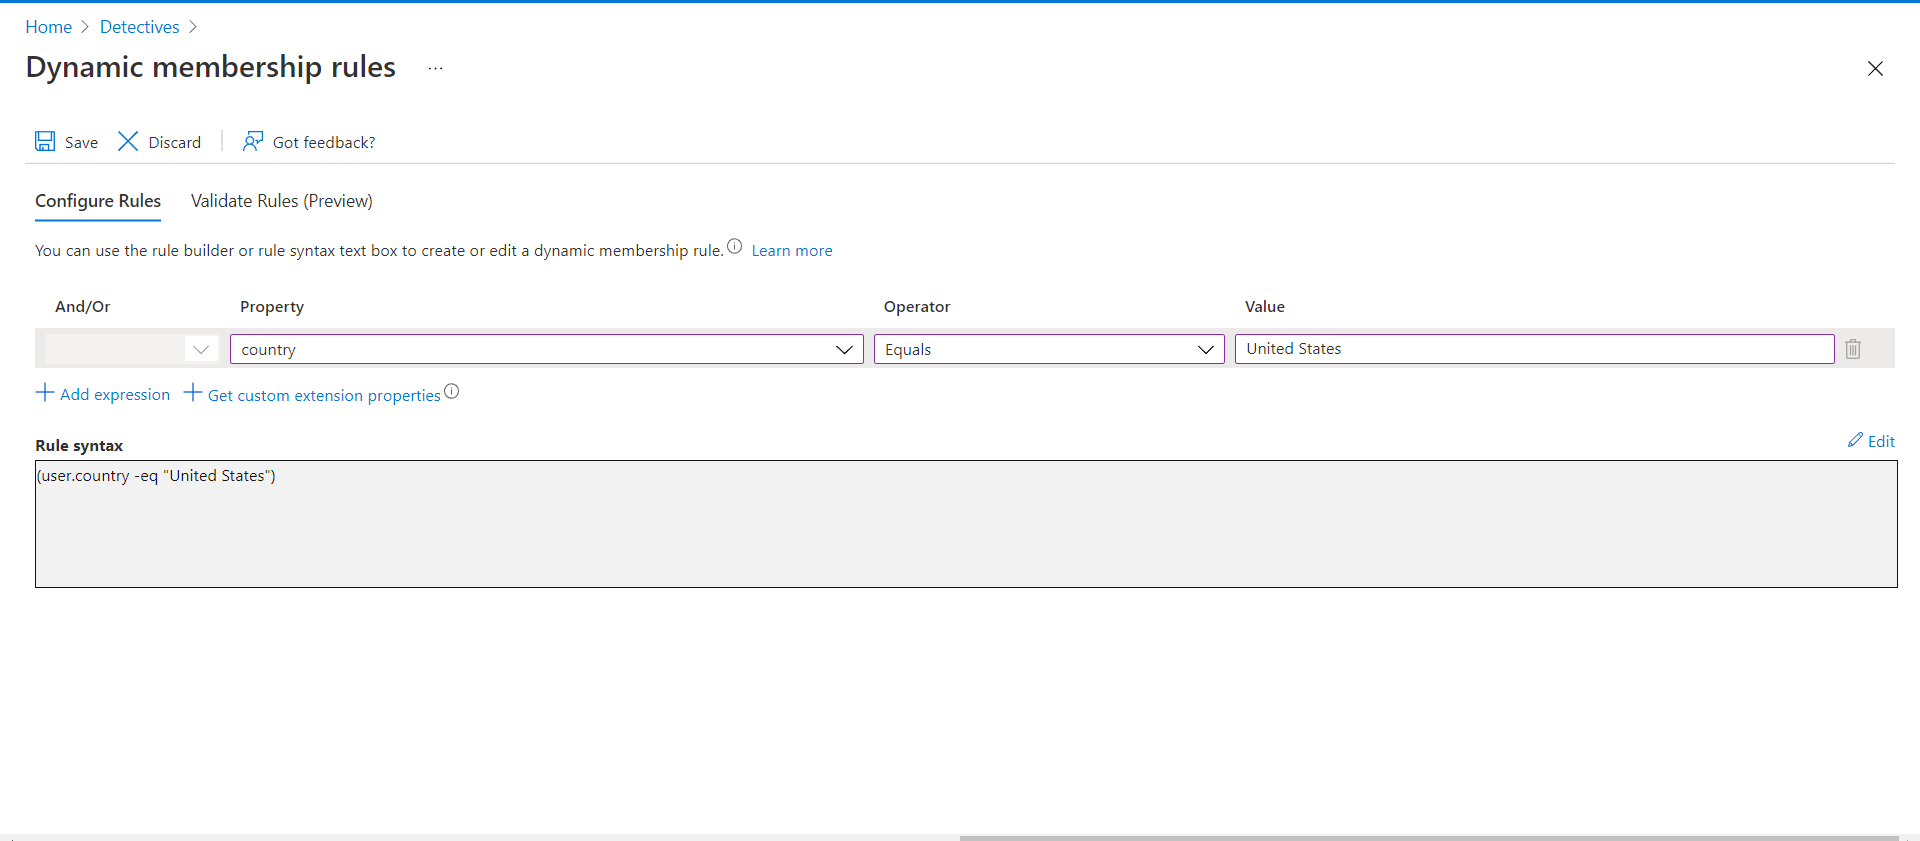 Home > Detectives >
Dynamic membership rules ...
Save Discard Got feedback?
Configure Rules Validate Rules (Preview)
You can use the rule builder or rule syntax text box to create or edit a dynamic membership rule. Learn more
And/Or Property Operator Value
country Equals United States
+ Add expression + Get custom extension properties
Rule syntax Edit
(user.country -eq "United States")